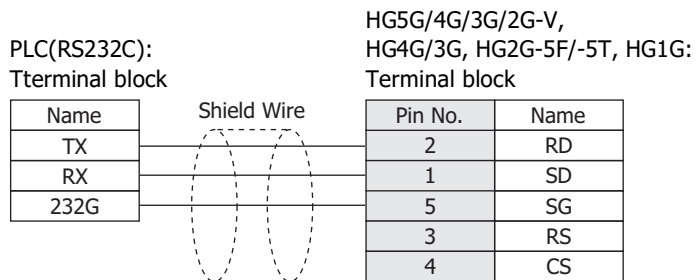 HG5G/4G/3G/2G-V,
PLC(RS232C): HG4G/3G, HG2G-5F/-5T, HG1G:
Tterminal block Terminal block
Name Shield Wire Pin No. Name
TX 2 RD
RX 1 SD
232G 5 SG
3 RS
4 CS